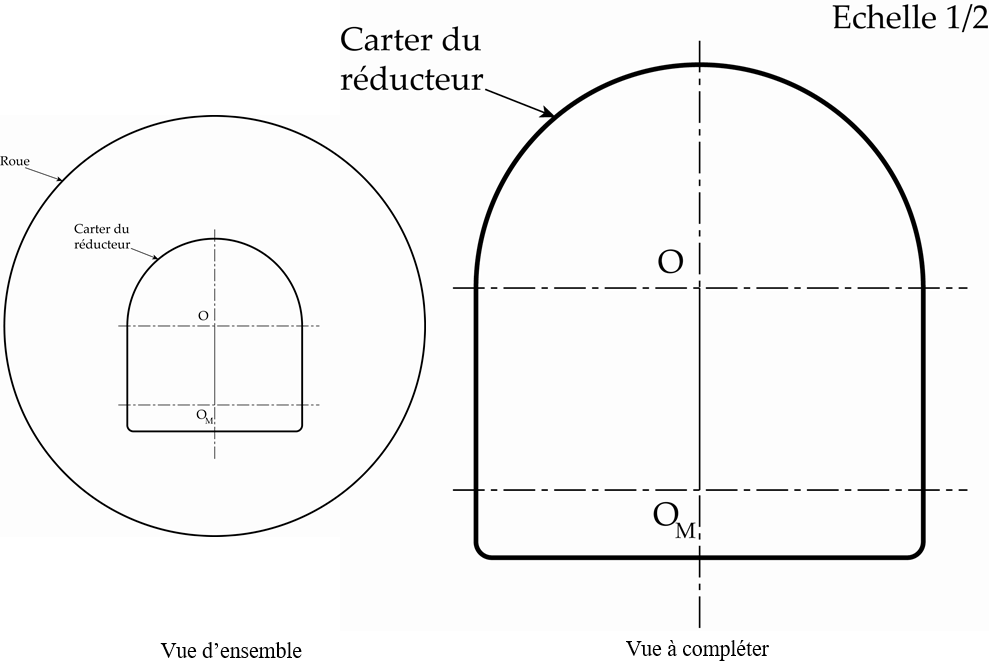 Echelle 1/2
Carter du
réducteur
Roue
Carter du
réducteur
O
O
O_M
O_M
Vue d’ensemble
Vue à compléter